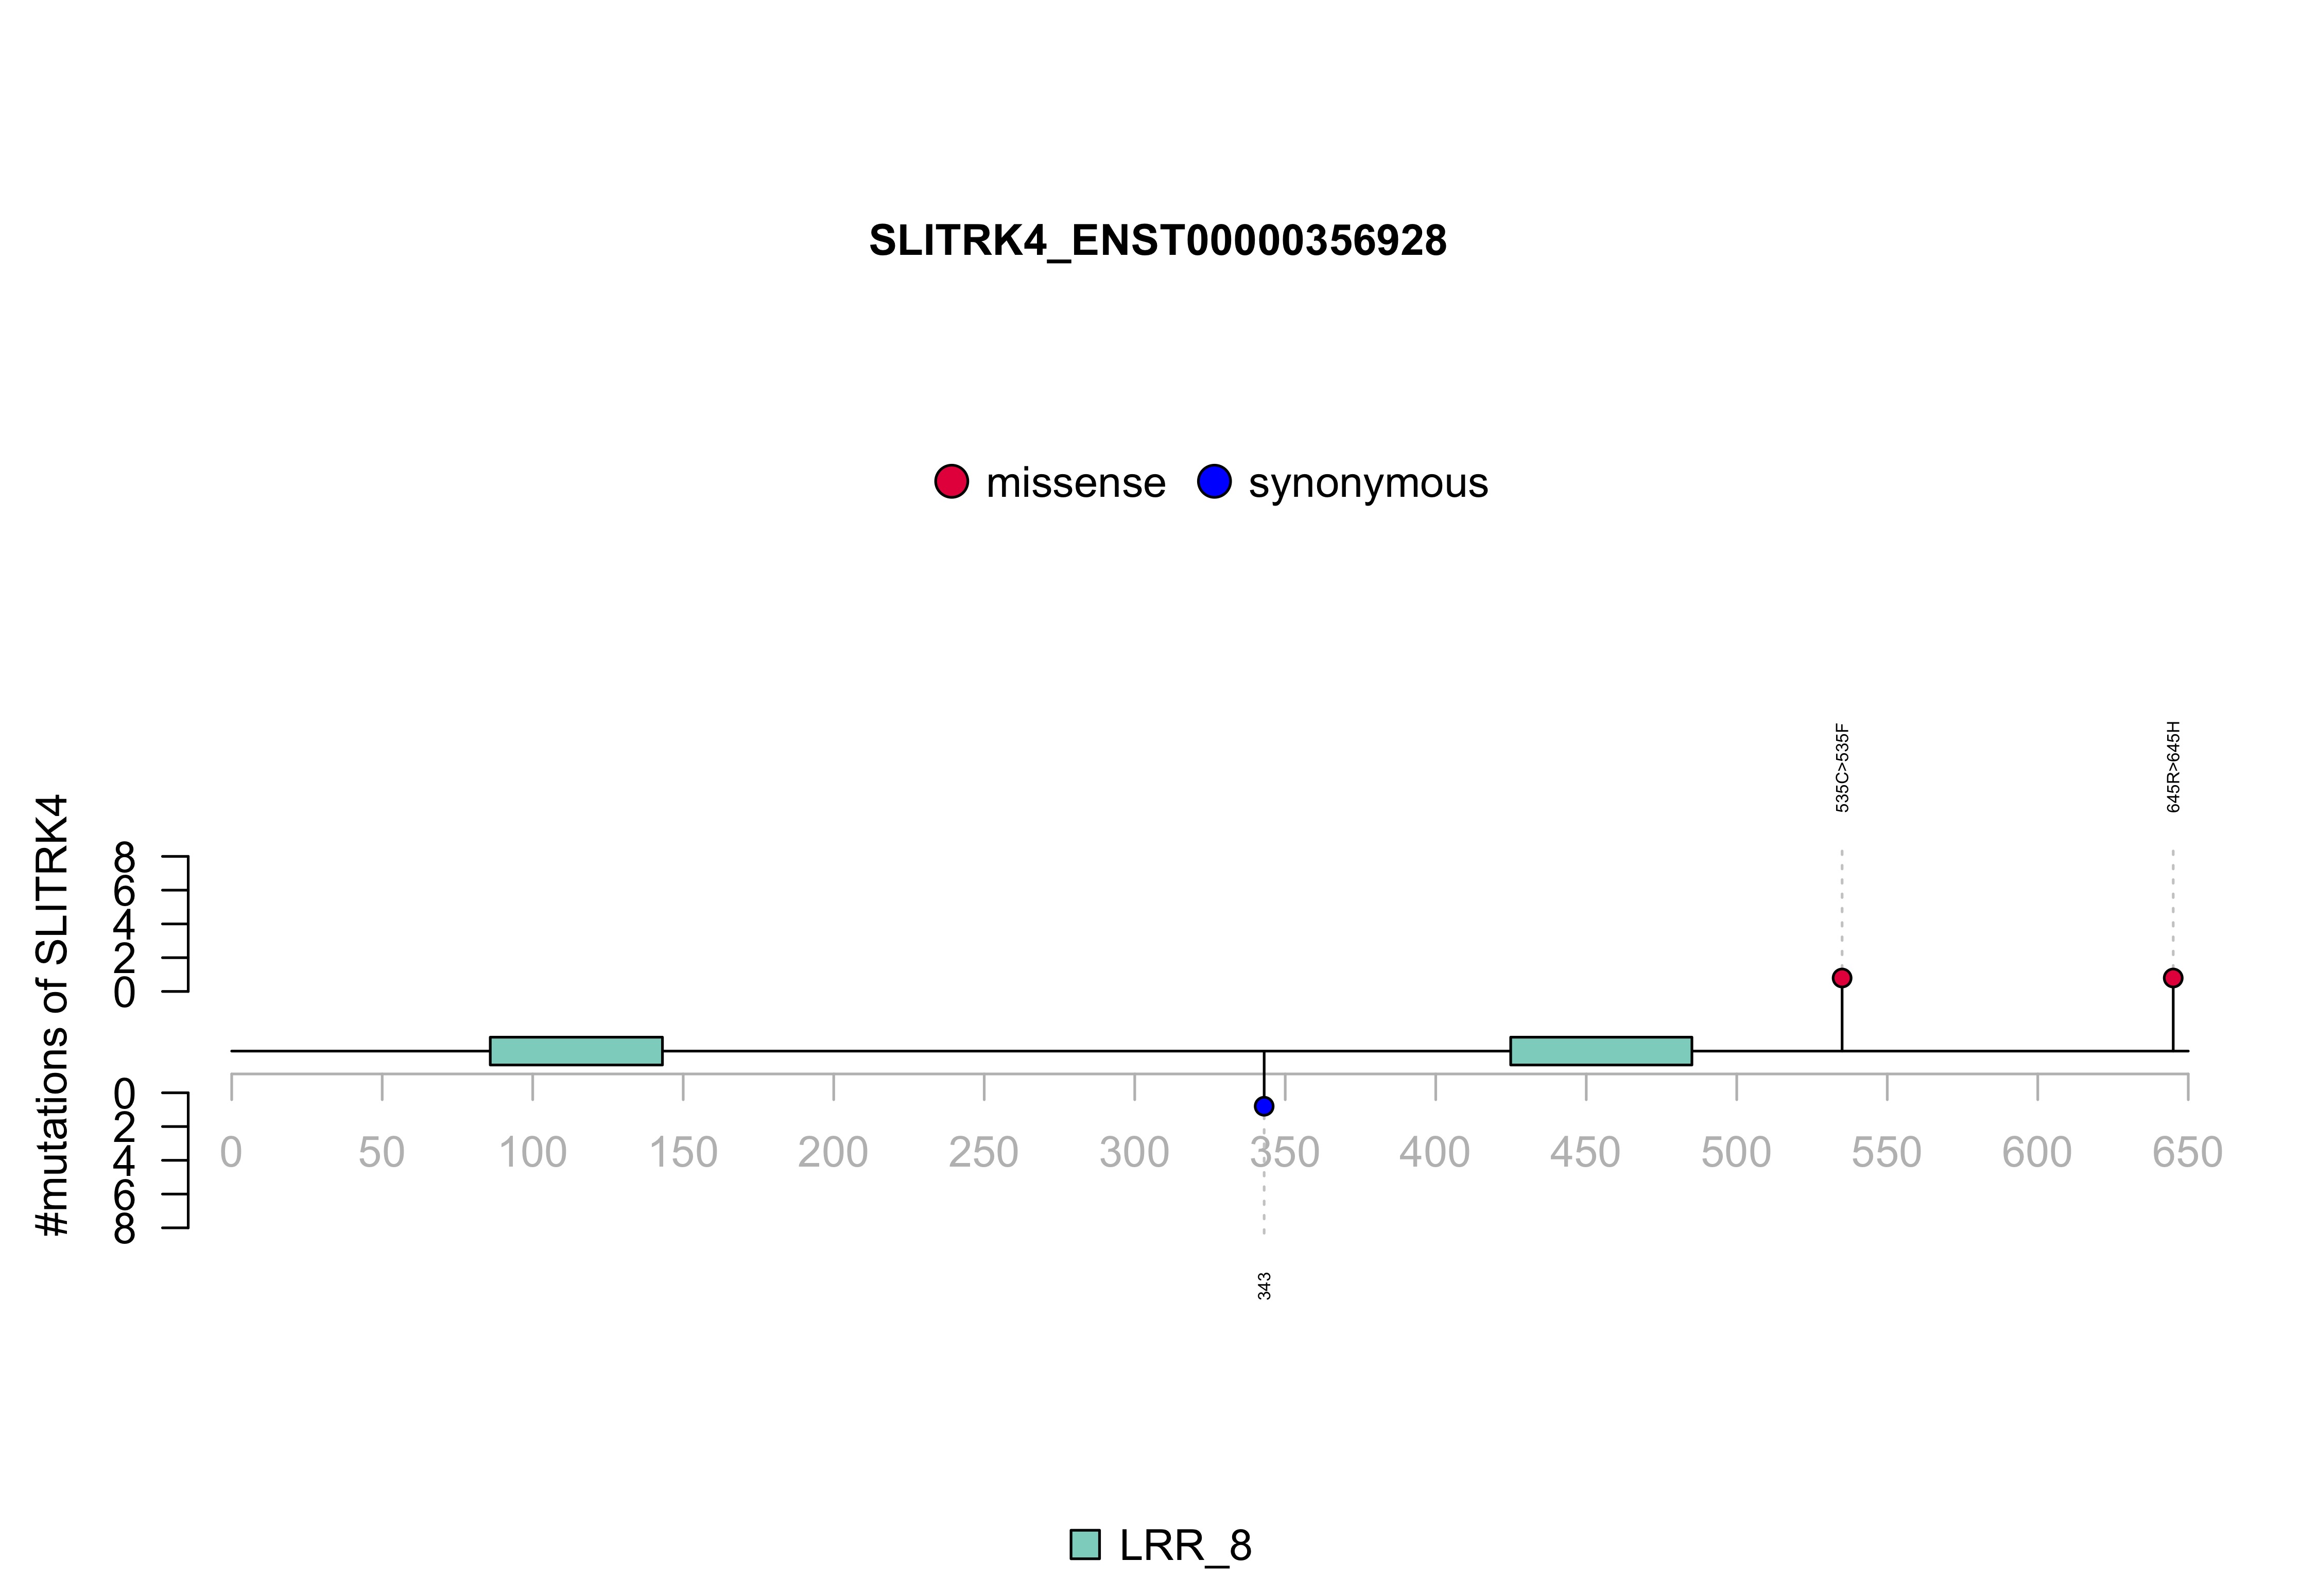 SLITRK4_ENST00000356928
missense synonymous
535C>535F
645R>645H
#mutations of SLITRK4
8
6
4
2
0
0
2
4
6
8
0 50 100 150 200 250 300 350 400 450 500 550 600 650
343
LRR_8